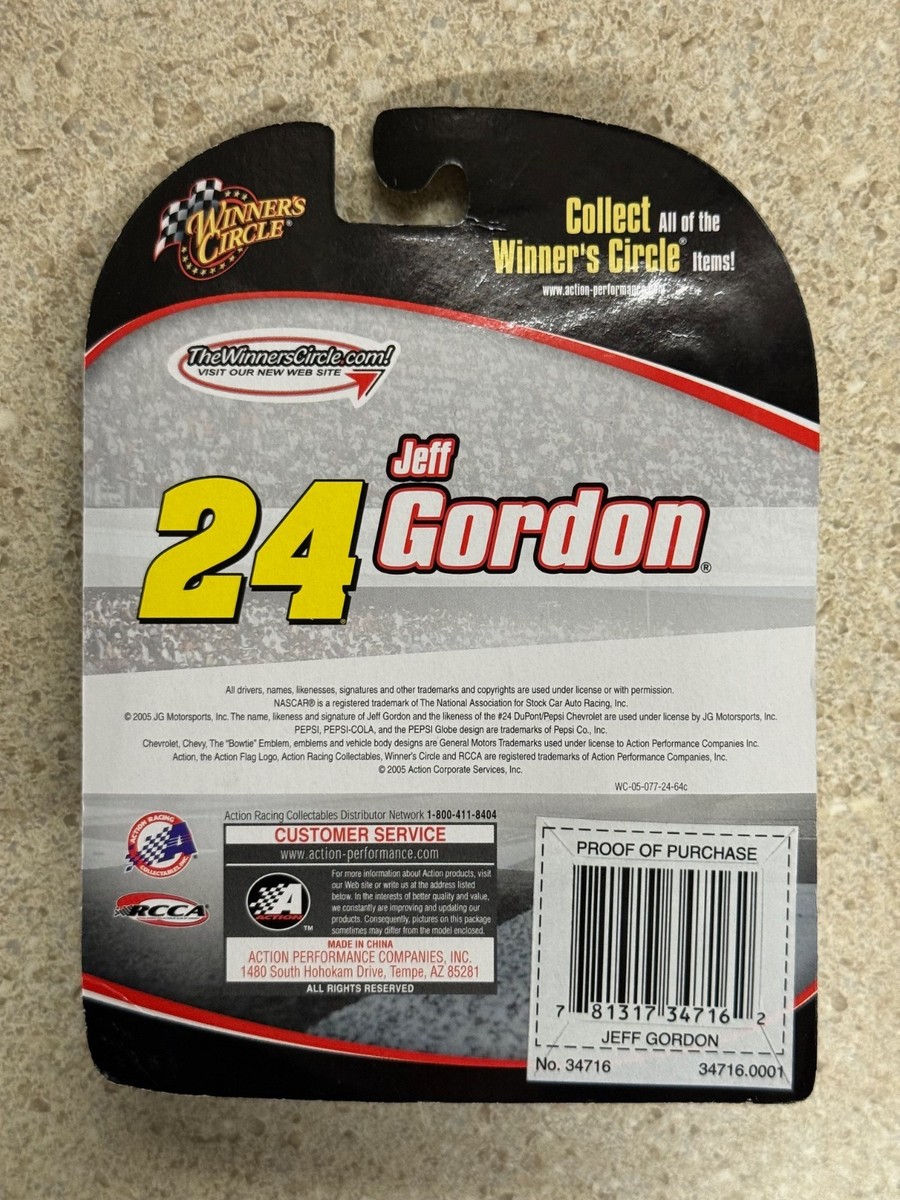 WINNER'S
CIRCLE®
Collect All of the
Winner's Circle® Items!
www.action-performance.com
TheWinnersCircle.com!
VISIT OUR NEW WEB SITE
Jeff
24 Gordon®
All drivers, names, likenesses, signatures and other trademarks and copyrights are used under license or with permission.
NASCAR® is a registered trademark of The National Association for Stock Car Auto Racing, Inc.
© 2005 JG Motorsports, Inc. The name, likeness and signature of Jeff Gordon and the likeness of the #24 DuPont/Pepsi Chevrolet are used under license by JG Motorsports, Inc.
PEPSI, PEPSI-COLA, and the PEPSI Globe design are trademarks of Pepsi Co., Inc.
Chevrolet, Chevy, The "Bowtie" Emblem, emblems and vehicle body designs are General Motors Trademarks used under license to Action Performance Companies Inc.
Action, the Action Flag Logo, Action Racing Collectables, Winner's Circle and RCCA are registered trademarks of Action Performance Companies, Inc.
© 2005 Action Corporate Services, Inc.
WC-05-077-24-64c
ACTION RACING
A
COLLECTABLES, INC.
RCCA
Action Racing Collectables Distributor Network 1-800-411-8404
CUSTOMER SERVICE
www.action-performance.com
A
ACTION ™
For more information about Action products, visit
our Web site or write us at the address listed
below. In the interests of better quality and value,
we constantly are improving and updating our
products. Consequently, pictures on this package
sometimes may differ from the model enclosed.
MADE IN CHINA
ACTION PERFORMANCE COMPANIES, INC.
1480 South Hohokam Drive, Tempe, AZ 85281
ALL RIGHTS RESERVED
PROOF OF PURCHASE
7 81317 34716 2
JEFF GORDON
No. 34716 34716.0001